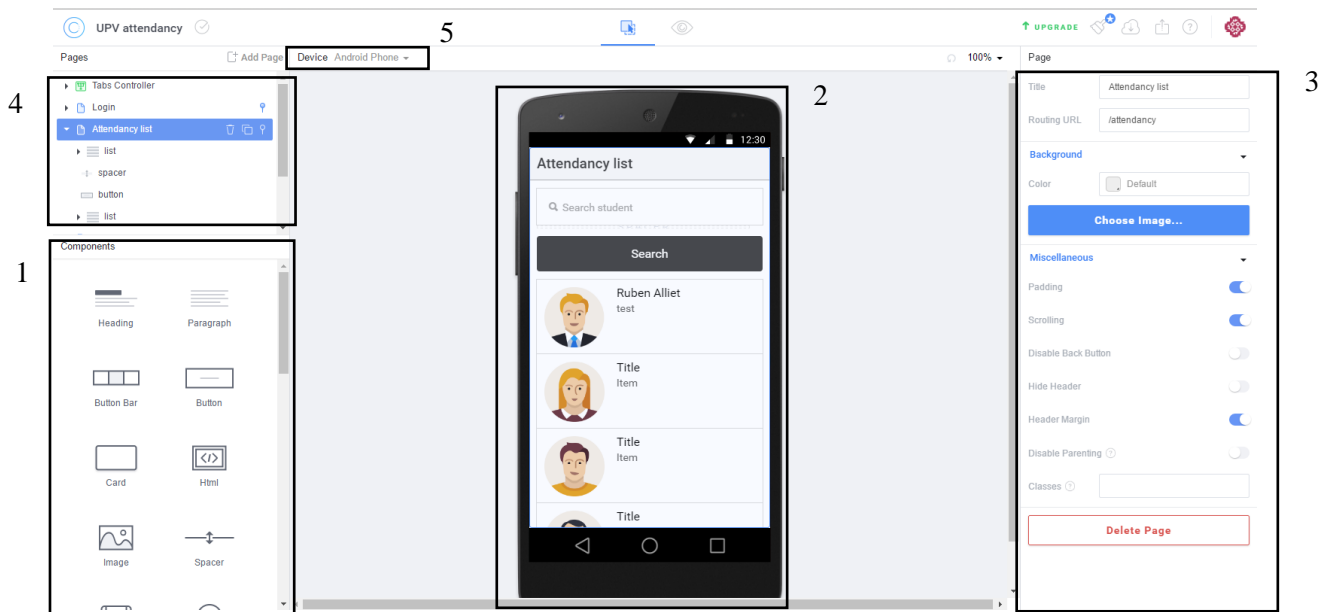 UPV attendancy
UPGRADE
5
Pages
Add Page
Device Android Phone
100%
Page
4
Tabs Controller
Login
Attendancy list
list
spacer
button
list
2
12:30
Attendancy list
Search student
Search
Ruben Alliet
test
Title
Item
Title
Item
Title
3
Title Attendancy list
Routing URL /attendancy
Background
Color Default
Choose Image...
Miscellaneous
Padding
Scrolling
Disable Back Button
Hide Header
Header Margin
Disable Parenting ?
Classes ?
Delete Page
1
Components
Heading Paragraph
Button Bar Button
Card Html
Image Spacer